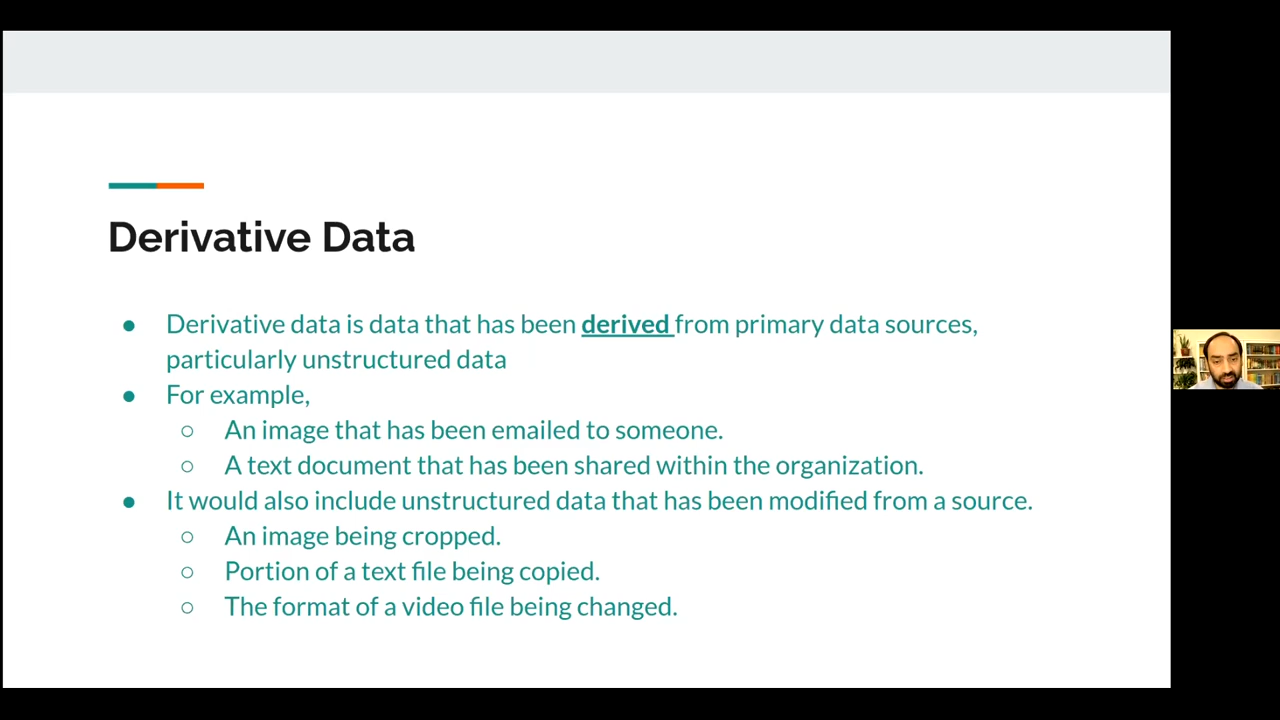 Derivative Data
● Derivative data is data that has been derived from primary data sources,
particularly unstructured data
● For example,
○ An image that has been emailed to someone.
○ A text document that has been shared within the organization.
● It would also include unstructured data that has been modified from a source.
○ An image being cropped.
○ Portion of a text file being copied.
○ The format of a video file being changed.